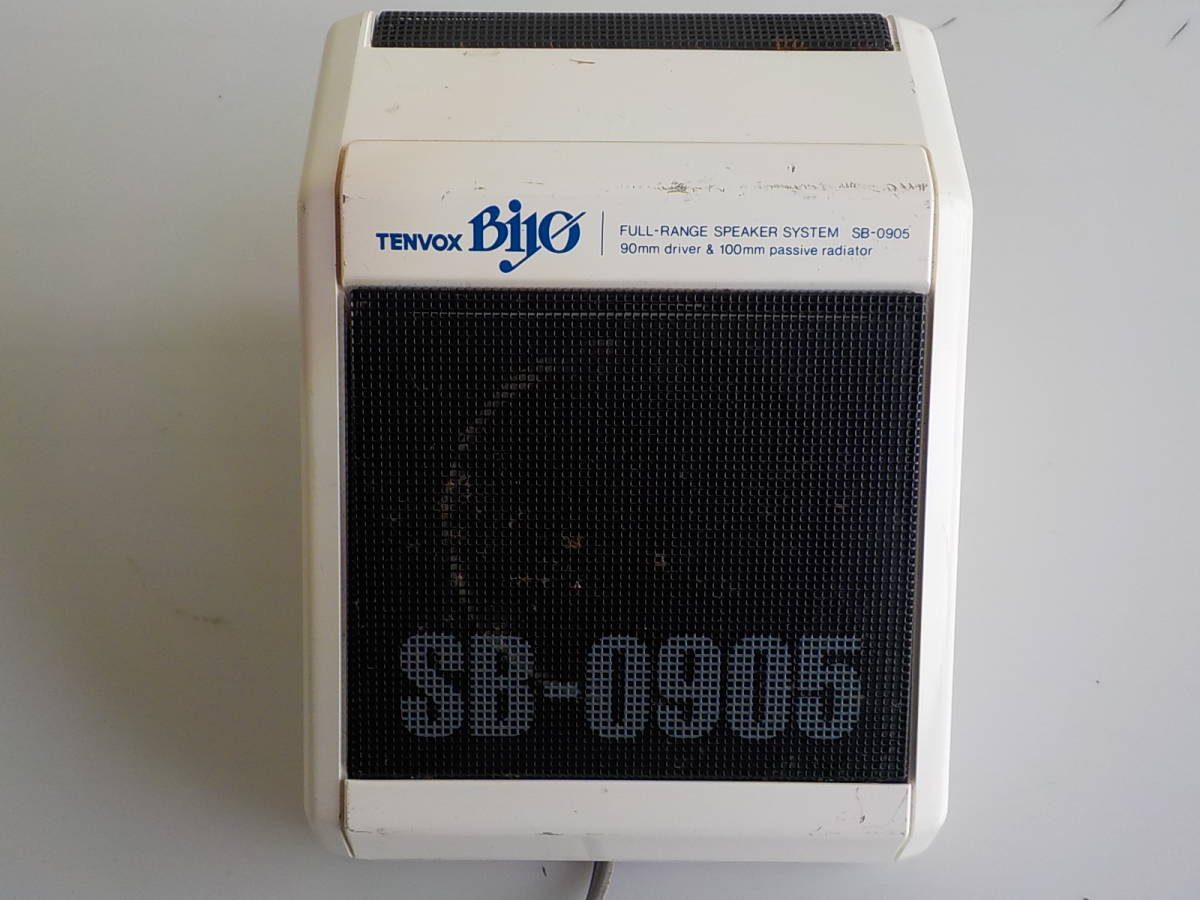 TENVOX Bijo
FULL-RANGE SPEAKER SYSTEM SB-0905
90mm driver & 100mm passive radiator
SB-0905